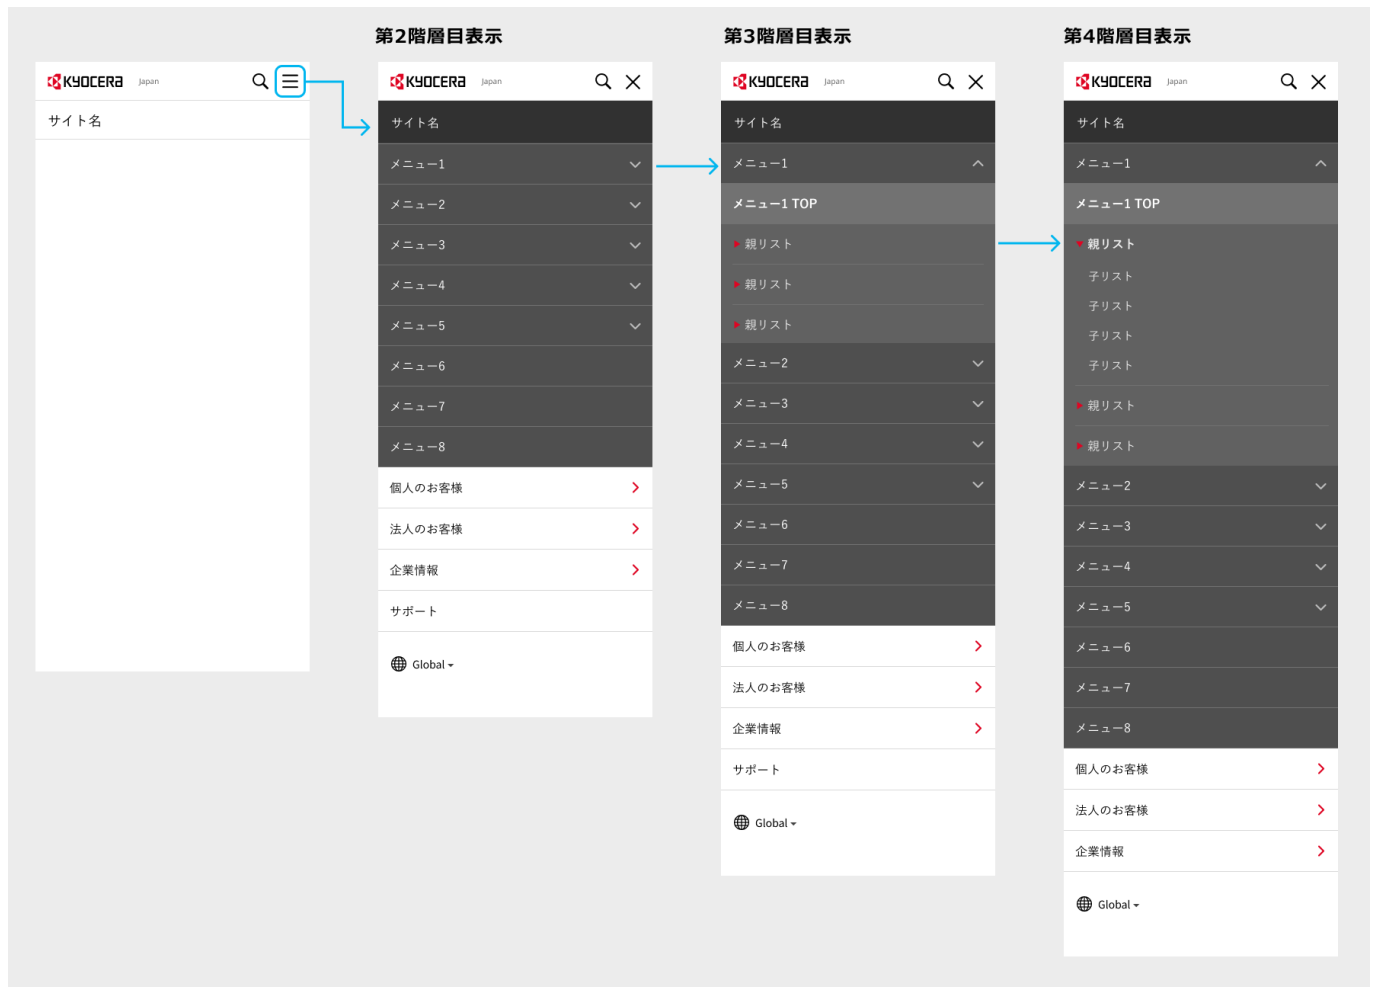 第2階層目表示
第3階層目表示
第4階層目表示
KYOCERA Japan
サイト名
KYOCERA Japan
サイト名
メニュー1
メニュー2
メニュー3
メニュー4
メニュー5
メニュー6
メニュー7
メニュー8
個人のお客様
法人のお客様
企業情報
サポート
Global
KYOCERA Japan
サイト名
メニュー1
メニュー1 TOP
親リスト
親リスト
親リスト
メニュー2
メニュー3
メニュー4
メニュー5
メニュー6
メニュー7
メニュー8
個人のお客様
法人のお客様
企業情報
サポート
Global
KYOCERA Japan
サイト名
メニュー1
メニュー1 TOP
親リスト
子リスト
子リスト
子リスト
子リスト
親リスト
親リスト
メニュー2
メニュー3
メニュー4
メニュー5
メニュー6
メニュー7
メニュー8
個人のお客様
法人のお客様
企業情報
Global